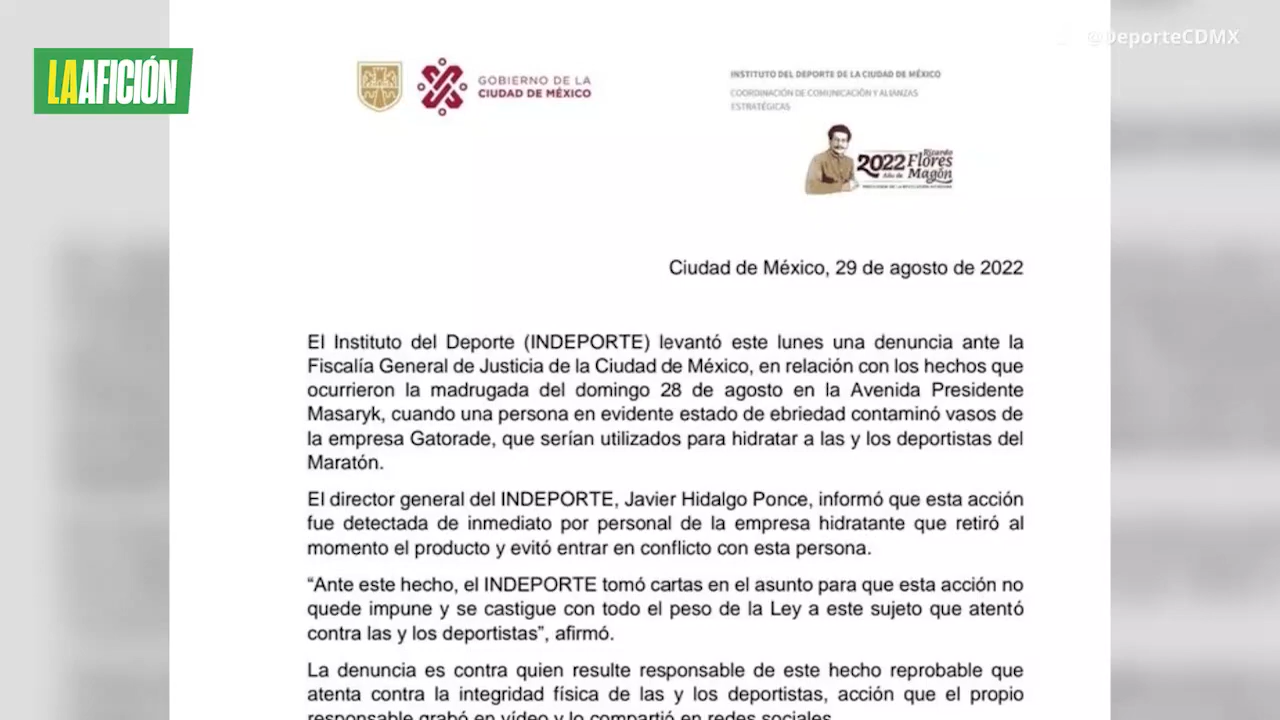 LAAFICIÓN
@DeporteCDMX
GOBIERNO DE LA
CIUDAD DE MÉXICO
INSTITUTO DEL DEPORTE DE LA CIUDAD DE MÉXICO
COORDINACIÓN DE COMUNICACIÓN Y ALIANZAS
ESTRATÉGICAS
2022 Ricardo
Flores
Año de Magón
Ciudad de México, 29 de agosto de 2022
El Instituto del Deporte (INDEPORTE) levantó este lunes una denuncia ante la
Fiscalía General de Justicia de la Ciudad de México, en relación con los hechos que
ocurrieron la madrugada del domingo 28 de agosto en la Avenida Presidente
Masaryk, cuando una persona en evidente estado de ebriedad contaminó vasos de
la empresa Gatorade, que serían utilizados para hidratar a las y los deportistas del
Maratón.
El director general del INDEPORTE, Javier Hidalgo Ponce, informó que esta acción
fue detectada de inmediato por personal de la empresa hidratante que retiró al
momento el producto y evitó entrar en conflicto con esta persona.
“Ante este hecho, el INDEPORTE tomó cartas en el asunto para que esta acción no
quede impune y se castigue con todo el peso de la Ley a este sujeto que atentó
contra las y los deportistas”, afirmó.
La denuncia es contra quien resulte responsable de este hecho reprobable que
atenta contra la integridad física de las y los deportistas, acción que el propio
responsable grabó en vídeo y lo compartió en redes sociales.